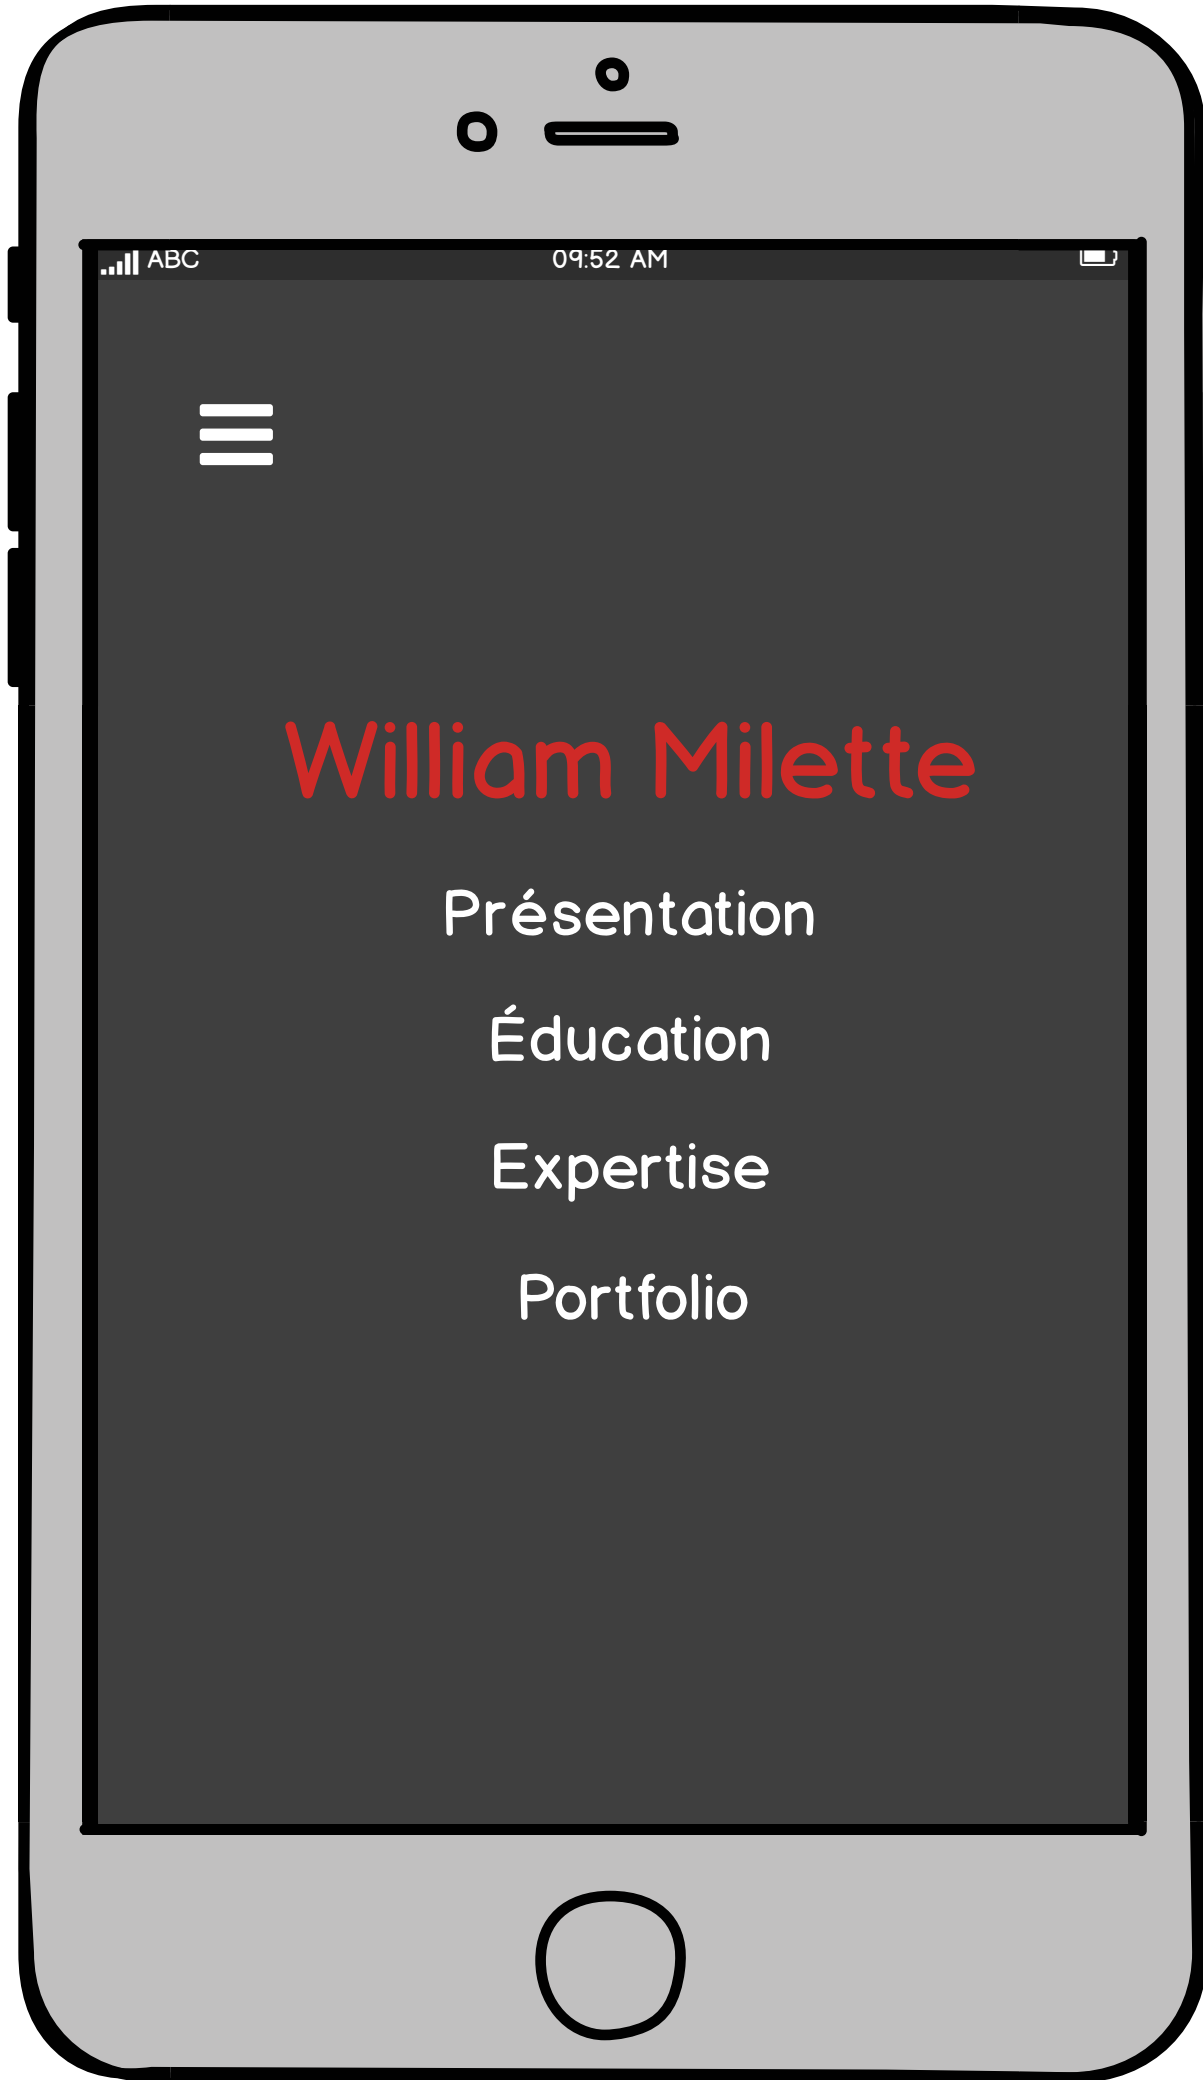 ABC 09:52 AM
William Milette
Présentation
Éducation
Expertise
Portfolio